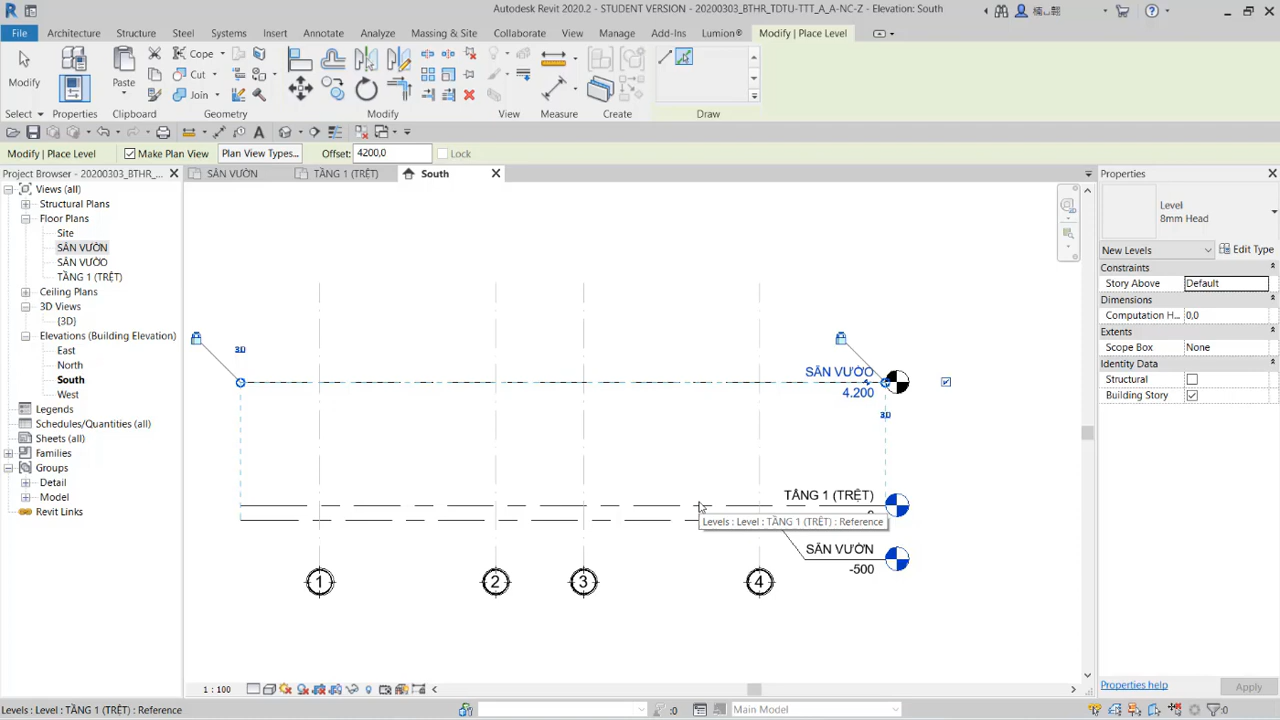 Autodesk Revit 2020.2 - STUDENT VERSION - 20200303_BTHR_TDTU-TTT_A_A-NC-Z - Elevation: South
File Architecture Structure Steel Systems Insert Annotate Analyze Massing & Site Collaborate View Manage Add-Ins Lumion® Modify | Place Level
Modify Paste Cope Cut Join
Select Properties Clipboard Geometry Modify View Measure Create Draw
Modify | Place Level Make Plan View Plan View Types... Offset: 4200,0 Lock
Project Browser - 20200303_BTHR_...
SÂN VƯỜN TẦNG 1 (TRỆT) South
Properties
Views (all)
Structural Plans
Floor Plans
Site
SÂN VƯỜN
SÂN VƯỜO
TẦNG 1 (TRỆT)
Ceiling Plans
3D Views
{3D}
Elevations (Building Elevation)
East
North
South
West
Legends
Schedules/Quantities (all)
Sheets (all)
Families
Groups
Detail
Model
Revit Links
3D
SÂN VƯỜO
4.200
3D
TẦNG 1 (TRỆT)
Levels : Level : TẦNG 1 (TRỆT) : Reference
SÂN VƯỜN
-500
1 2 3 4
Level
8mm Head
New Levels Edit Type
Constraints
Story Above Default
Dimensions
Computation H... 0,0
Extents
Scope Box None
Identity Data
Structural
Building Story
Properties help Apply
1 : 100
Levels : Level : TẦNG 1 (TRỆT) : Reference :0 Main Model :0